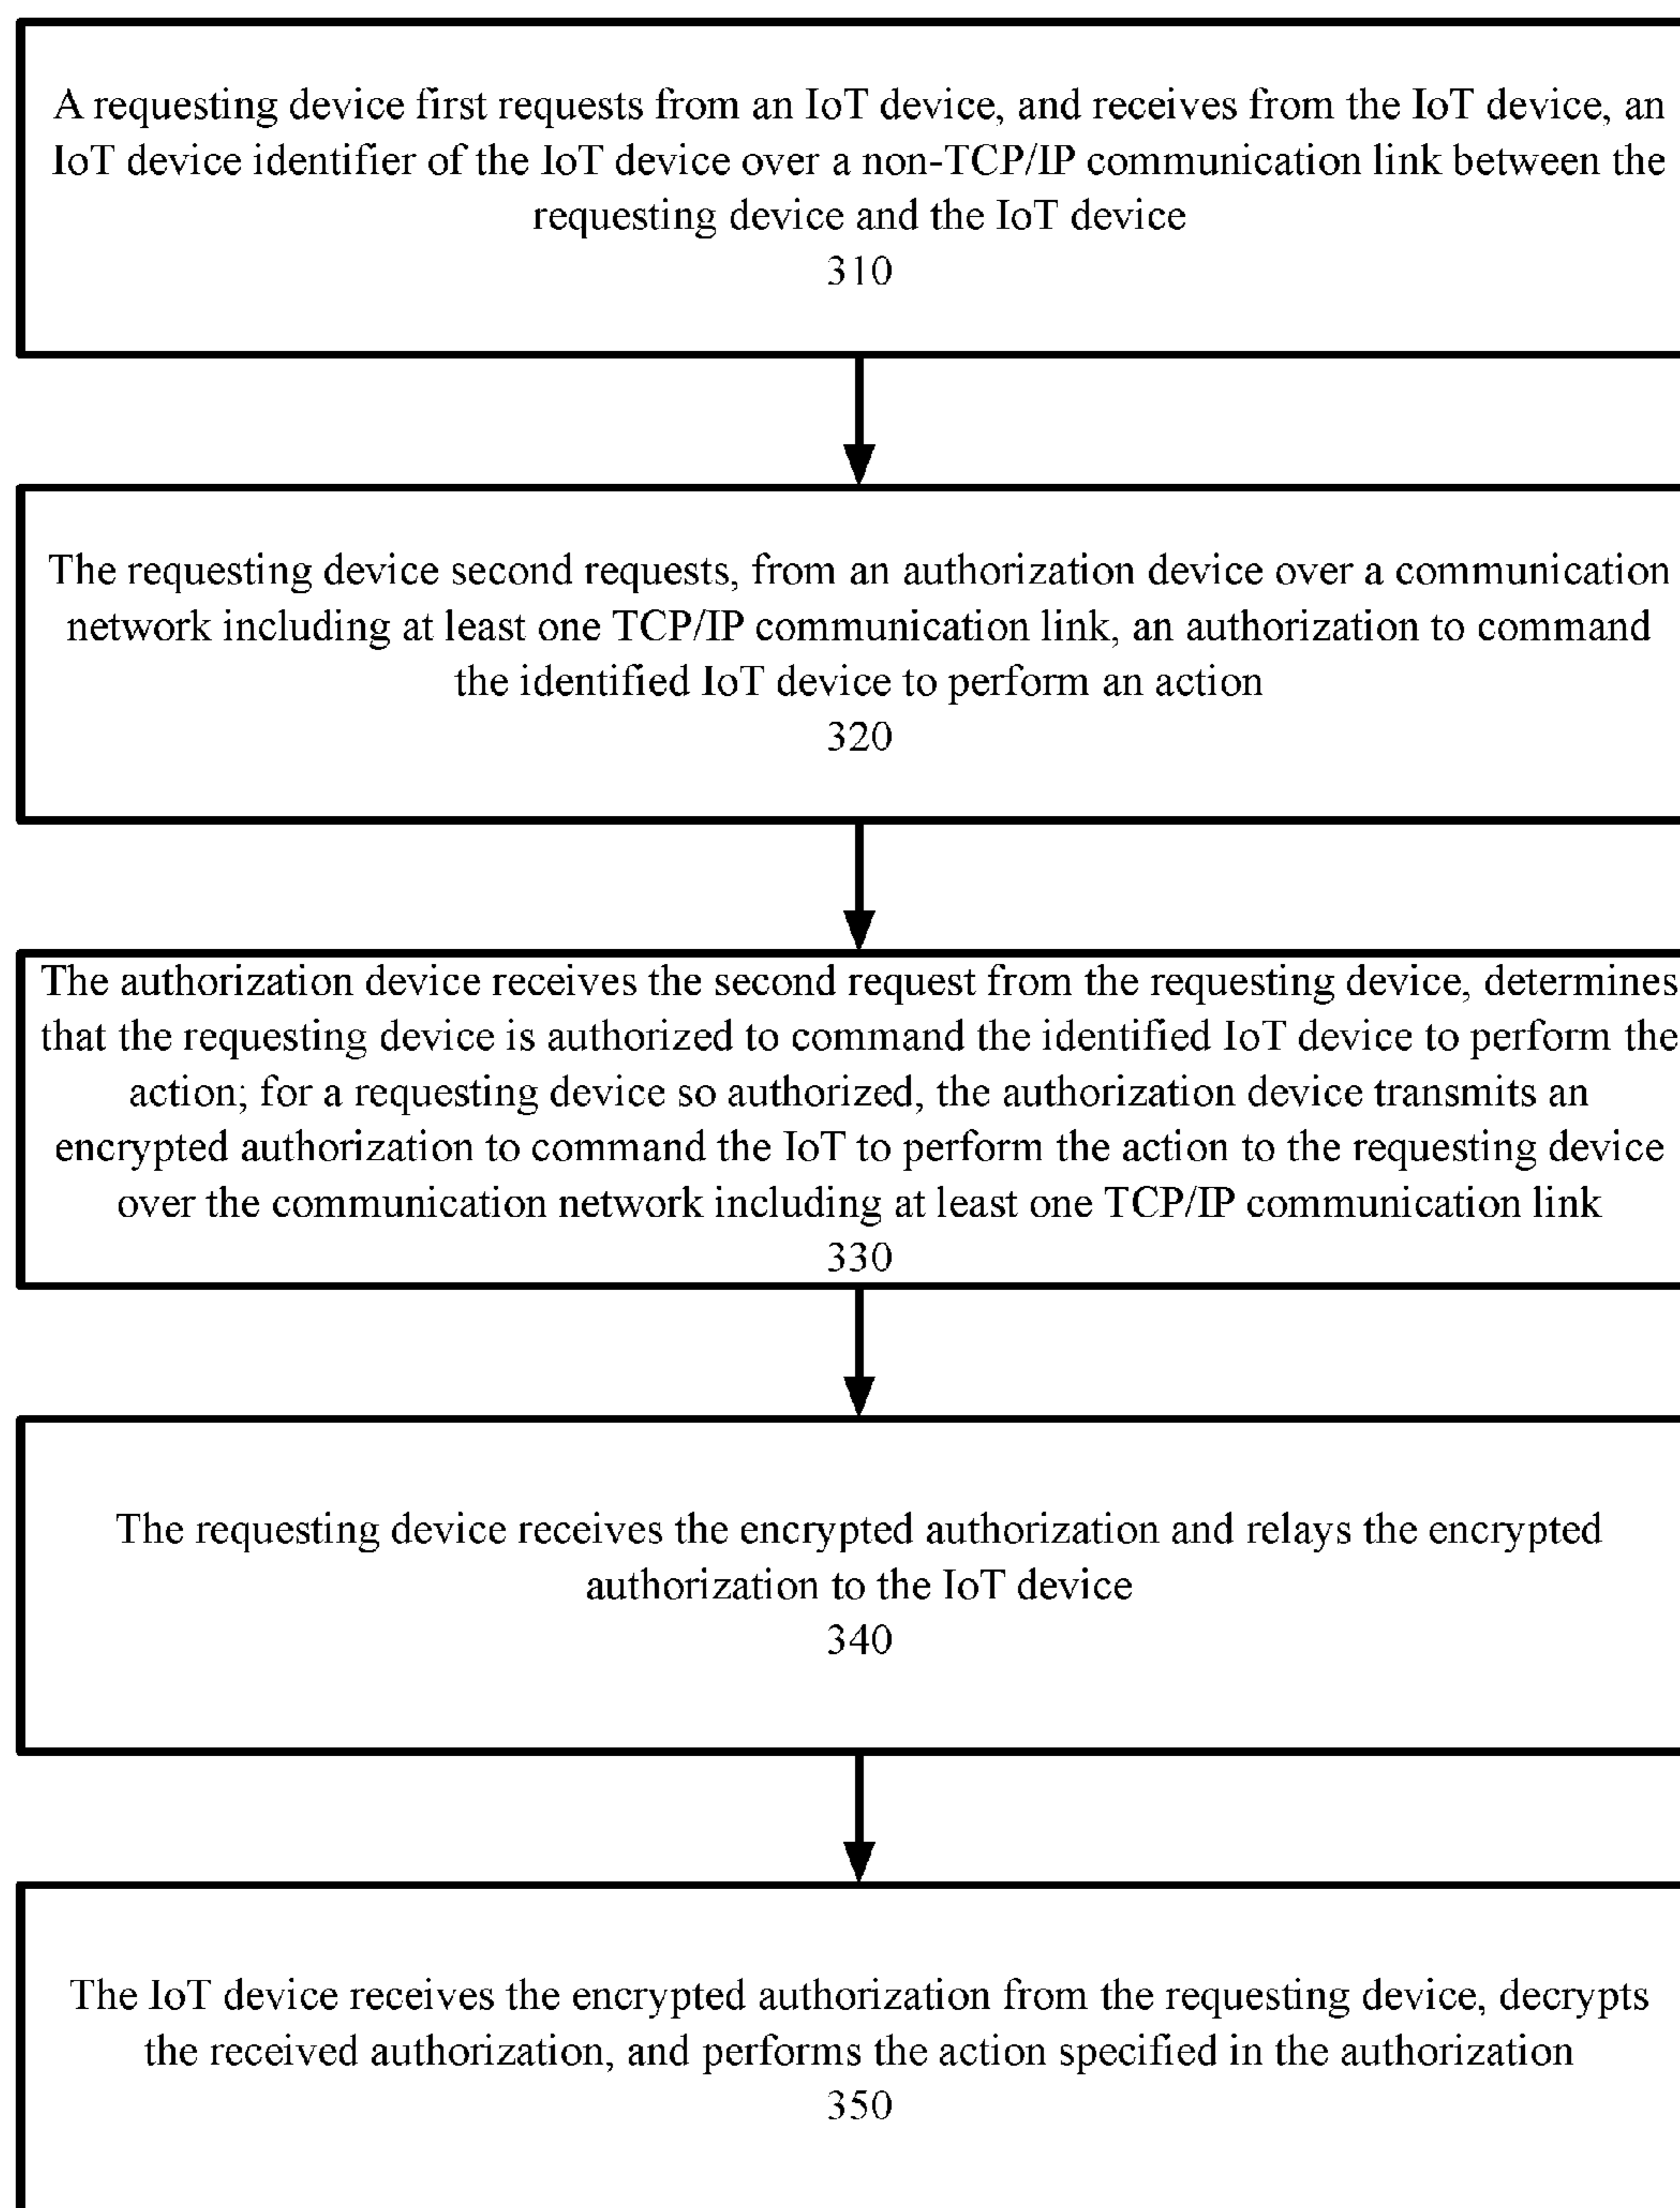 A requesting device first requests from an IoT device, and receives from the IoT device, an
IoT device identifier of the IoT device over a non-TCP/IP communication link between the
requesting device and the IoT device
310
The requesting device second requests, from an authorization device over a communication
network including at least one TCP/IP communication link, an authorization to command
the identified IoT device to perform an action
320
The authorization device receives the second request from the requesting device, determines
that the requesting device is authorized to command the identified IoT device to perform the
action; for a requesting device so authorized, the authorization device transmits an
encrypted authorization to command the IoT to perform the action to the requesting device
over the communication network including at least one TCP/IP communication link
330
The requesting device receives the encrypted authorization and relays the encrypted
authorization to the IoT device
340
The IoT device receives the encrypted authorization from the requesting device, decrypts
the received authorization, and performs the action specified in the authorization
350